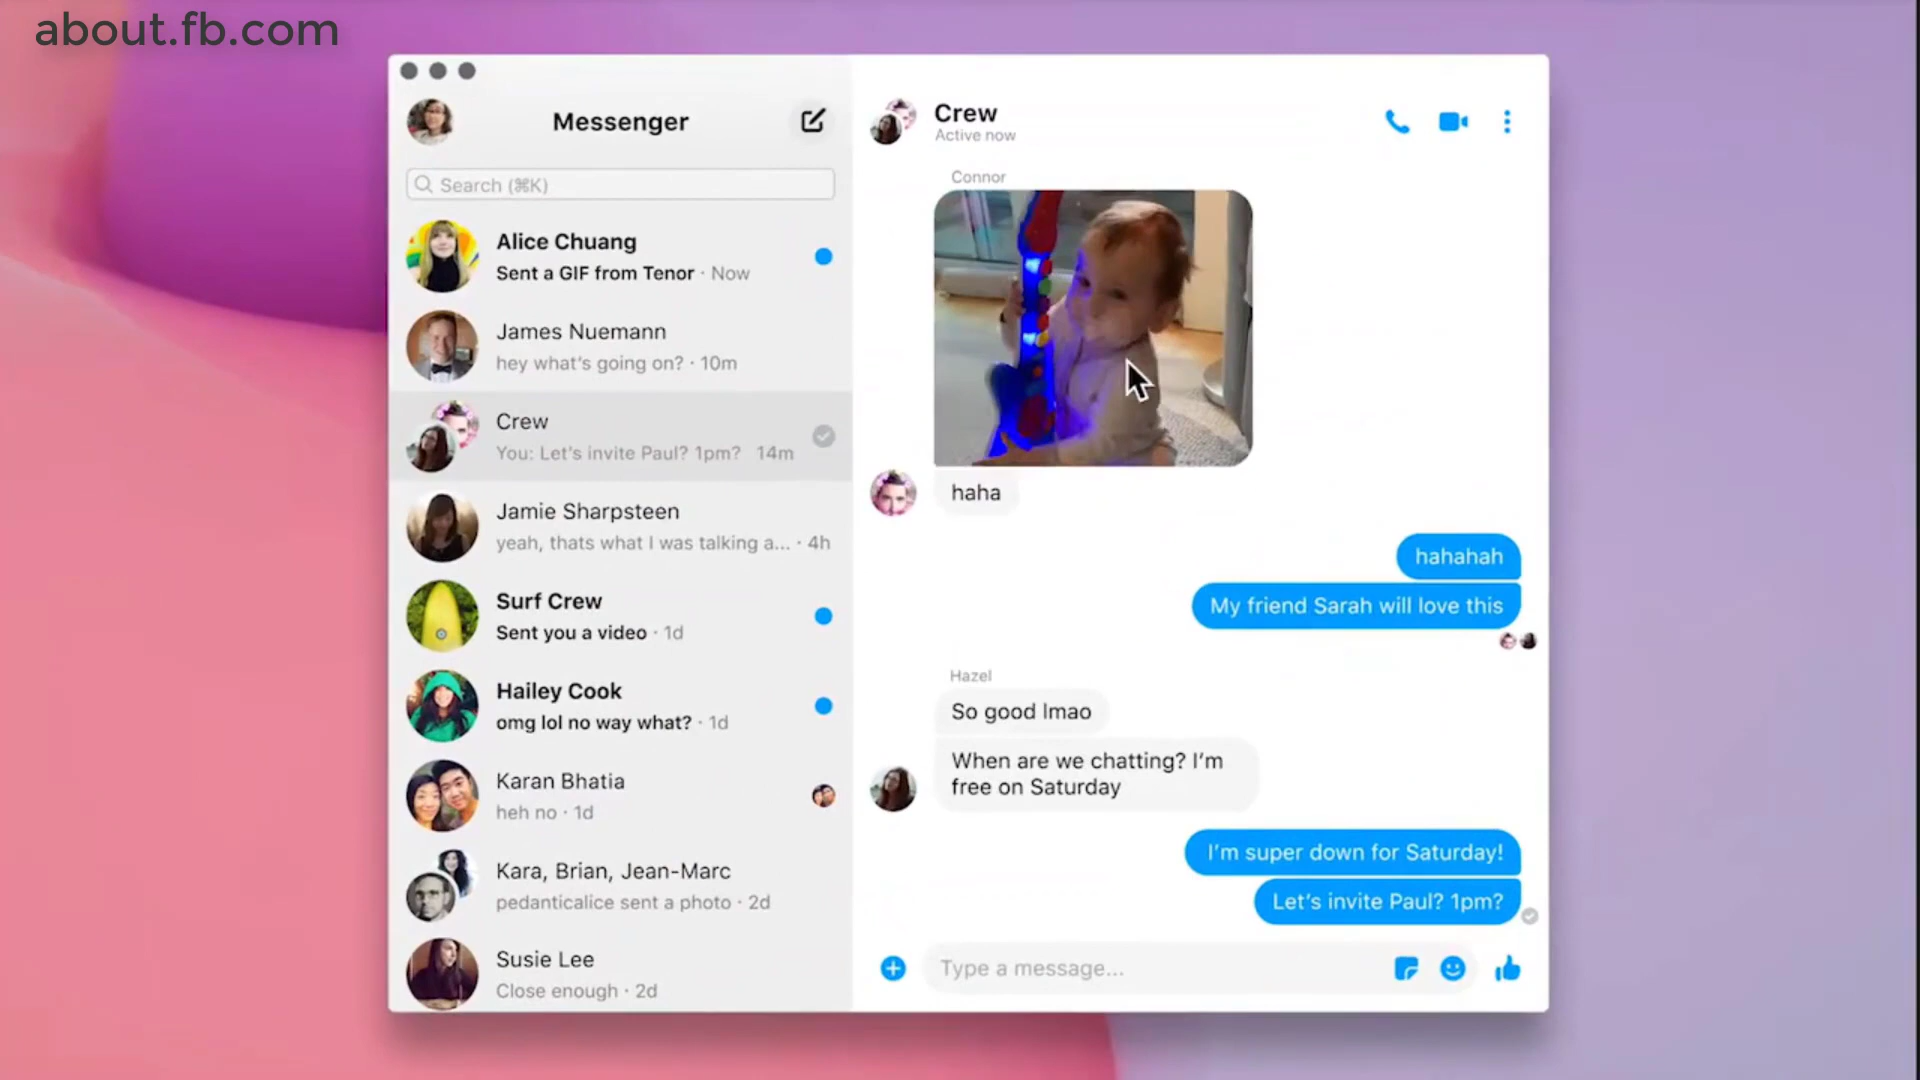 about.fb.com
Messenger
Search (⌘K)
Alice Chuang
Sent a GIF from Tenor · Now
James Nuemann
hey what's going on? · 10m
Crew
You: Let's invite Paul? 1pm? 14m
Jamie Sharpsteen
yeah, thats what I was talking a... · 4h
Surf Crew
Sent you a video · 1d
Hailey Cook
omg lol no way what? · 1d
Karan Bhatia
heh no · 1d
Kara, Brian, Jean-Marc
pedanticalice sent a photo · 2d
Susie Lee
Close enough · 2d
Crew
Active now
Connor
haha
hahahah
My friend Sarah will love this
Hazel
So good lmao
When are we chatting? I'm
free on Saturday
I'm super down for Saturday!
Let's invite Paul? 1pm?
Type a message...